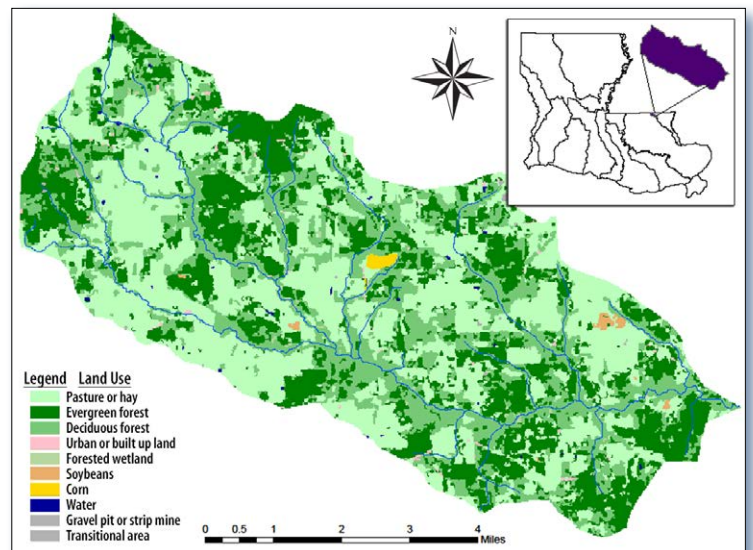 N
Legend Land Use
Pasture or hay
Evergreen forest
Deciduous forest
Urban or built up land
Forested wetland
Soybeans
Corn
Water
Gravel pit or strip mine
Transitional area
0 0.5 1 2 3 4
Miles